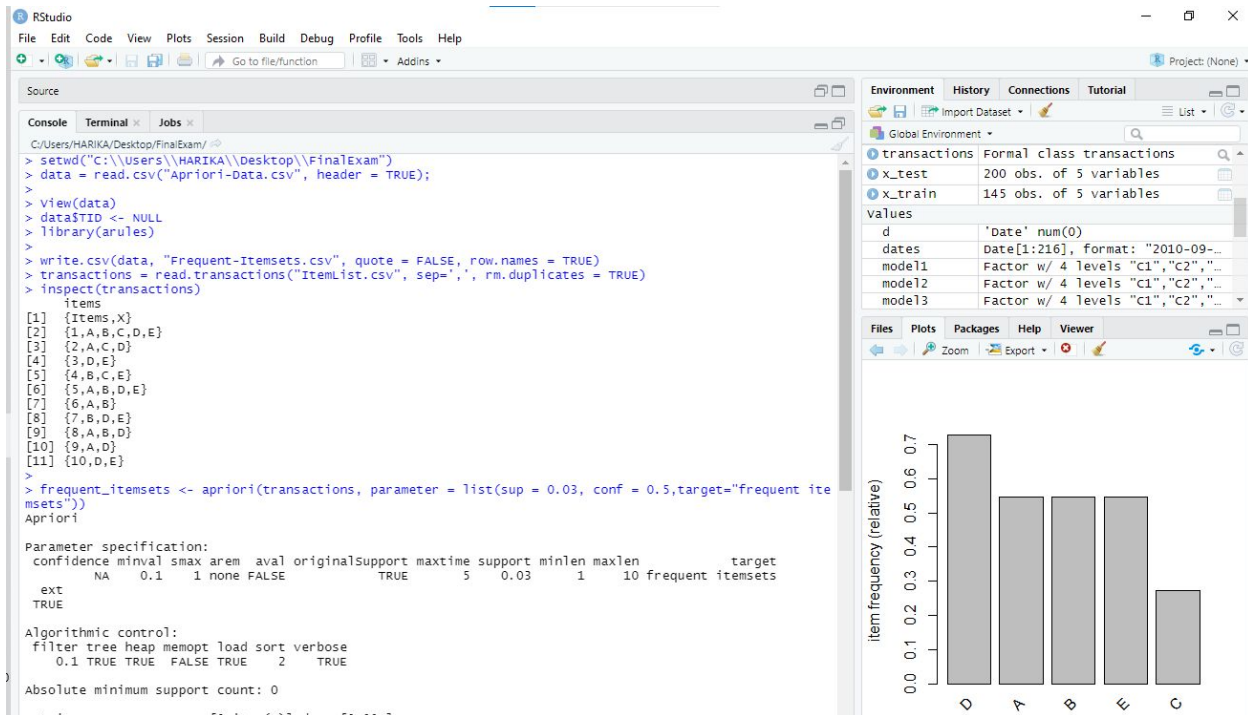 RStudio
File Edit Code View Plots Session Build Debug Profile Tools Help
Go to file/function
Addins
Project: (None)
Source
Console Terminal Jobs
C:/Users/HARIKA/Desktop/FinalExam/
> setwd("C:\\Users\\HARIKA\\Desktop\\FinalExam")
> data = read.csv("Apriori-Data.csv", header = TRUE);
>
> View(data)
> data$TID <- NULL
> library(arules)
>
> write.csv(data, "Frequent-Itemsets.csv", quote = FALSE, row.names = TRUE)
> transactions = read.transactions("ItemList.csv", sep=',', rm.duplicates = TRUE)
> inspect(transactions)
items
[1] {Items,X}
[2] {1,A,B,C,D,E}
[3] {2,A,C,D}
[4] {3,D,E}
[5] {4,B,C,E}
[6] {5,A,B,D,E}
[7] {6,A,B}
[8] {7,B,D,E}
[9] {8,A,B,D}
[10] {9,A,D}
[11] {10,D,E}
>
> frequent_itemsets <- apriori(transactions, parameter = list(sup = 0.03, conf = 0.5,target="frequent ite
msets"))
Apriori
Parameter specification:
confidence minval smax arem aval originalSupport maxtime support minlen maxlen target
NA 0.1 1 none FALSE TRUE 5 0.03 1 10 frequent itemsets
ext
TRUE
Algorithmic control:
filter tree heap memopt load sort verbose
0.1 TRUE TRUE FALSE TRUE 2 TRUE
Absolute minimum support count: 0
Environment History Connections Tutorial
Import Dataset
List
Global Environment
transactions Formal class transactions
x_test 200 obs. of 5 variables
x_train 145 obs. of 5 variables
Values
d 'Date' num(0)
dates Date[1:216], format: "2010-09-…
model1 Factor w/ 4 levels "C1","C2","…
model2 Factor w/ 4 levels "C1","C2","…
model3 Factor w/ 4 levels "C1","C2","…
Files Plots Packages Help Viewer
Zoom Export
item frequency (relative)
0.7
0.6
0.5
0.4
0.3
0.2
0.1
0.0
D A B E C